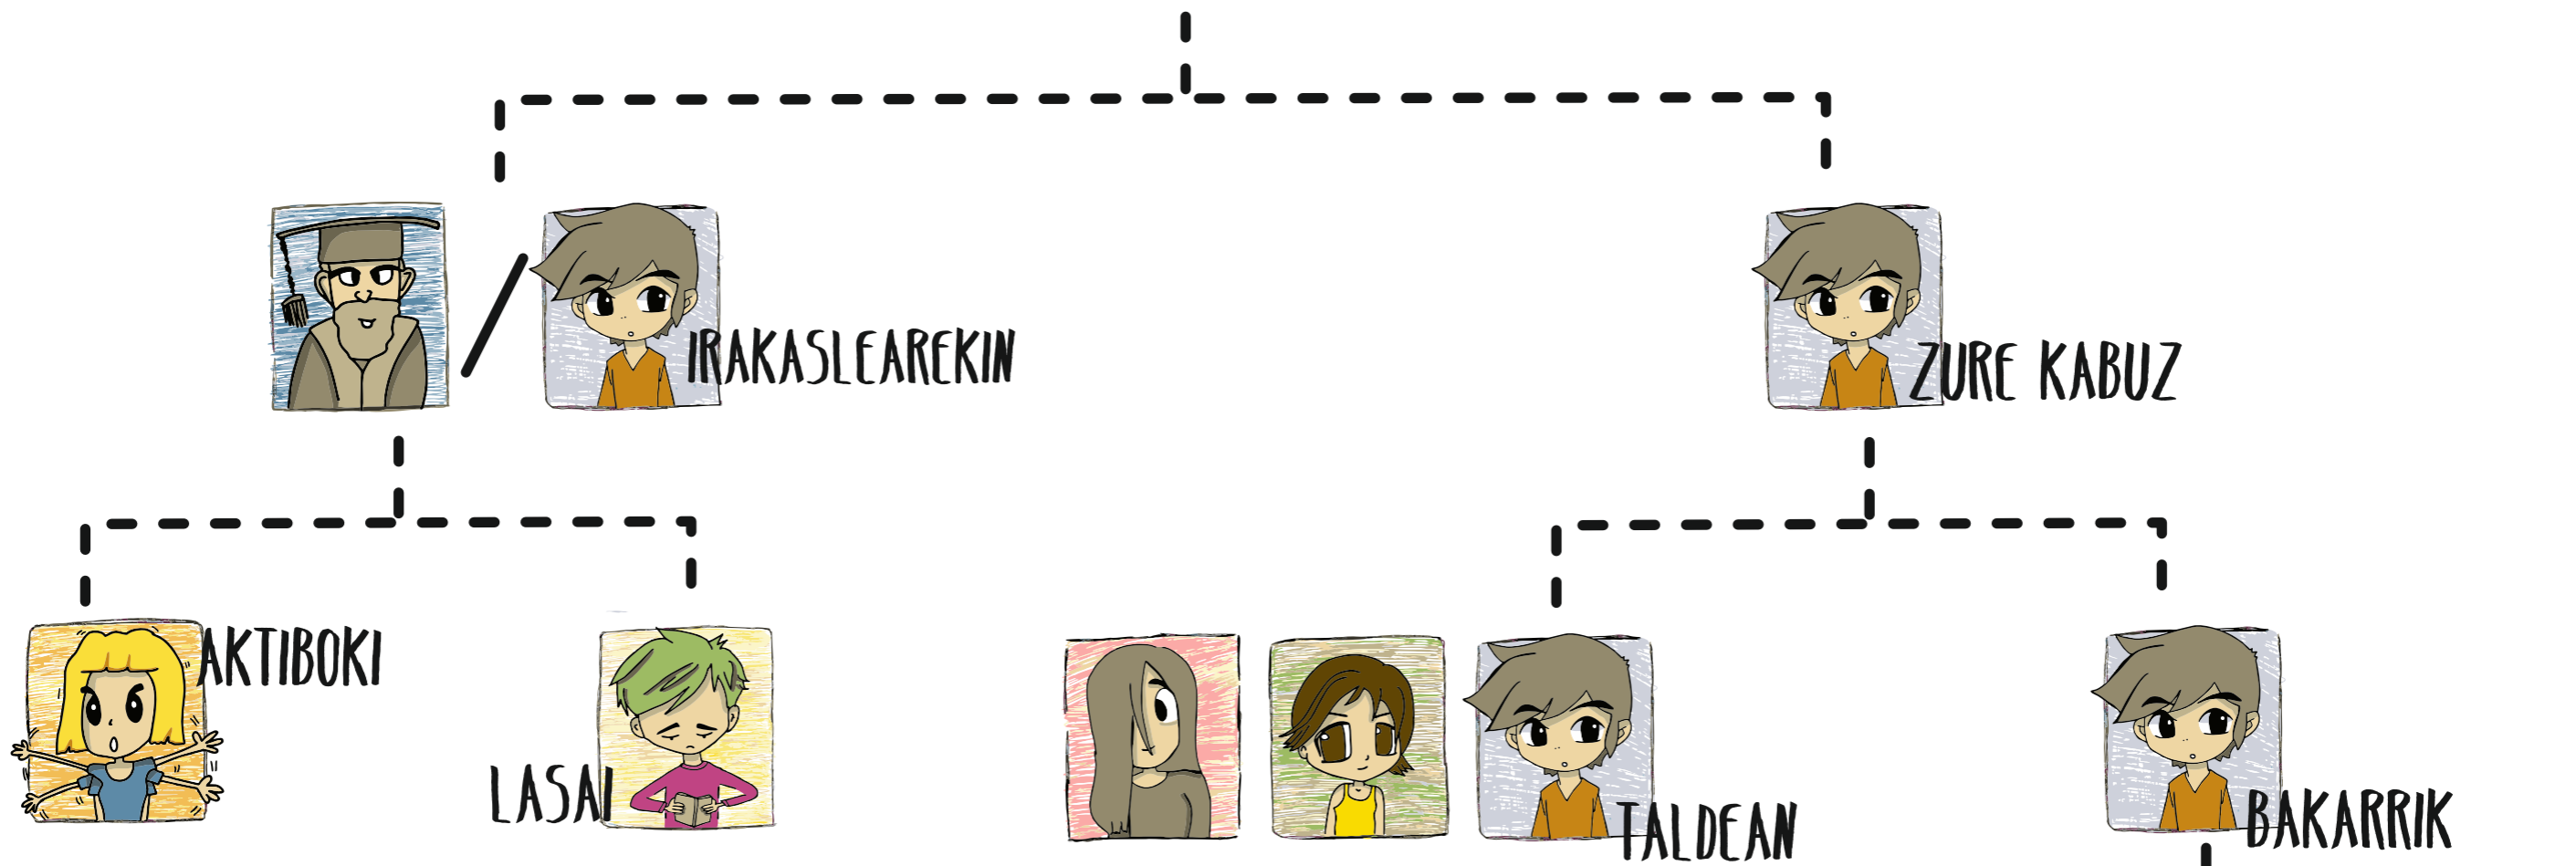 IRAKASLEAREKIN
ZURE KABUZ
AKTIBOKI
LASAI
TALDEAN
BAKARRIK